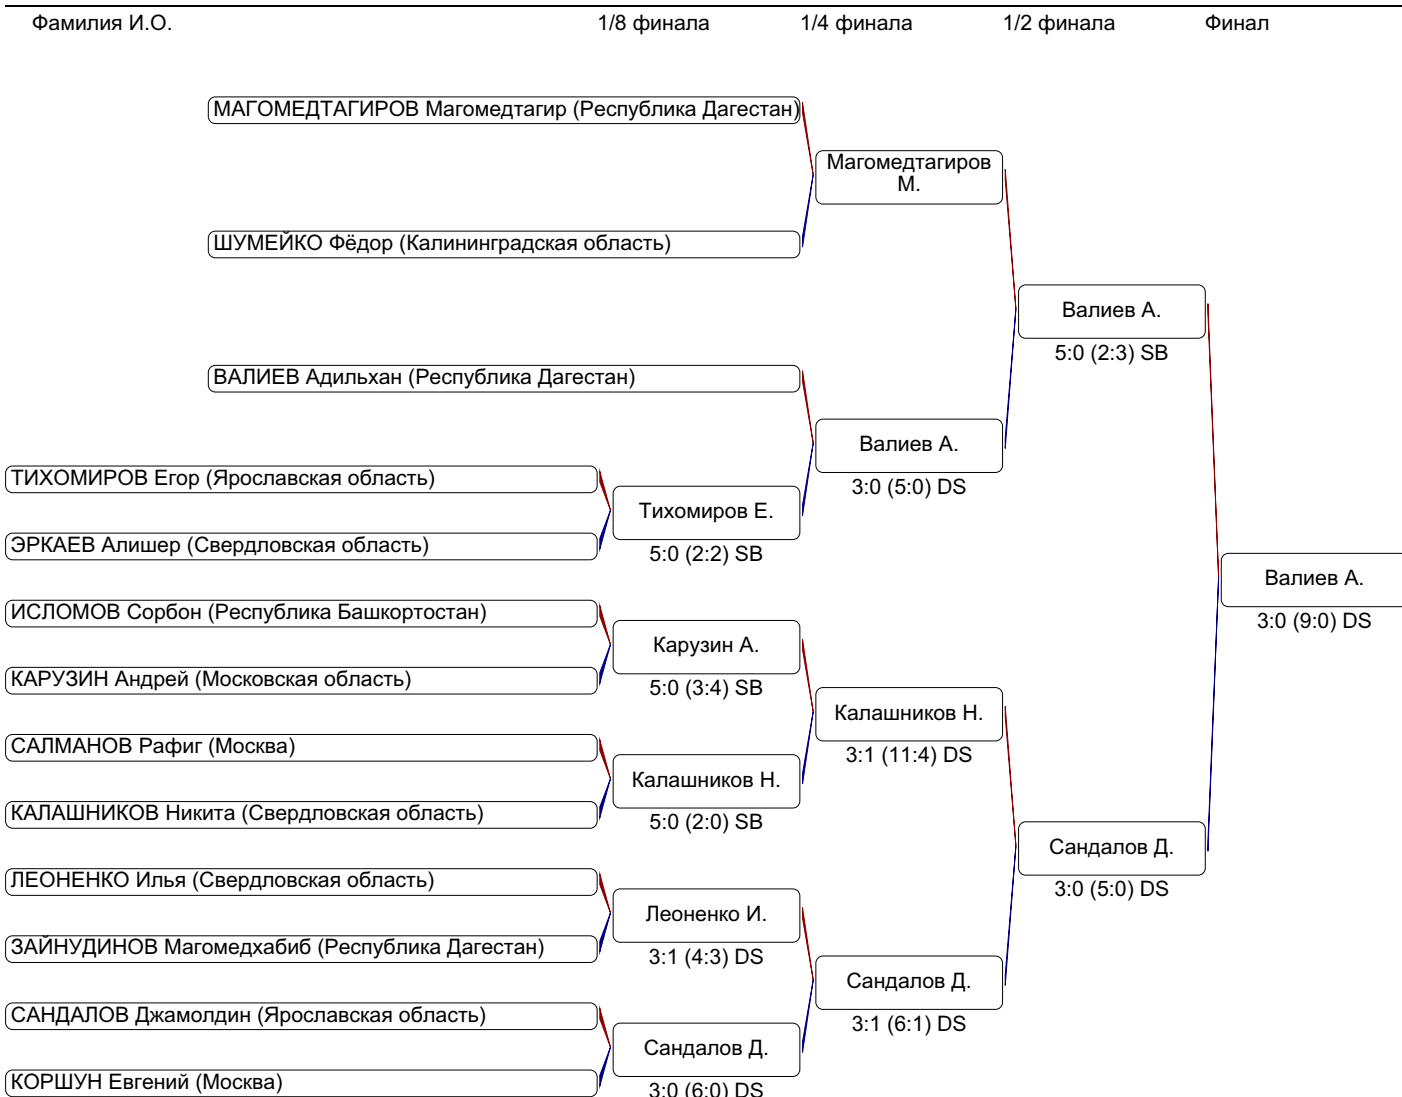 Фамилия И.О. 1/8 финала 1/4 финала 1/2 финала Финал
МАГОМЕДТАГИРОВ Магомедтагир (Республика Дагестан)
Магомедтагиров
М.
ШУМЕЙКО Фёдор (Калининградская область)
Валиев А.
5:0 (2:3) SB
ВАЛИЕВ Адильхан (Республика Дагестан)
Валиев А.
3:0 (5:0) DS
ТИХОМИРОВ Егор (Ярославская область)
Тихомиров Е.
5:0 (2:2) SB
ЭРКАЕВ Алишер (Свердловская область)
Валиев А.
3:0 (9:0) DS
ИСЛОМОВ Сорбон (Республика Башкортостан)
Карузин А.
5:0 (3:4) SB
КАРУЗИН Андрей (Московская область)
Калашников Н.
3:1 (11:4) DS
САЛМАНОВ Рафиг (Москва)
Калашников Н.
5:0 (2:0) SB
КАЛАШНИКОВ Никита (Свердловская область)
Сандалов Д.
3:0 (5:0) DS
ЛЕОНЕНКО Илья (Свердловская область)
Леоненко И.
3:1 (4:3) DS
ЗАЙНУДИНОВ Магомедхабиб (Республика Дагестан)
Сандалов Д.
3:1 (6:1) DS
САНДАЛОВ Джамолдин (Ярославская область)
Сандалов Д.
3:0 (6:0) DS
КОРШУН Евгений (Москва)